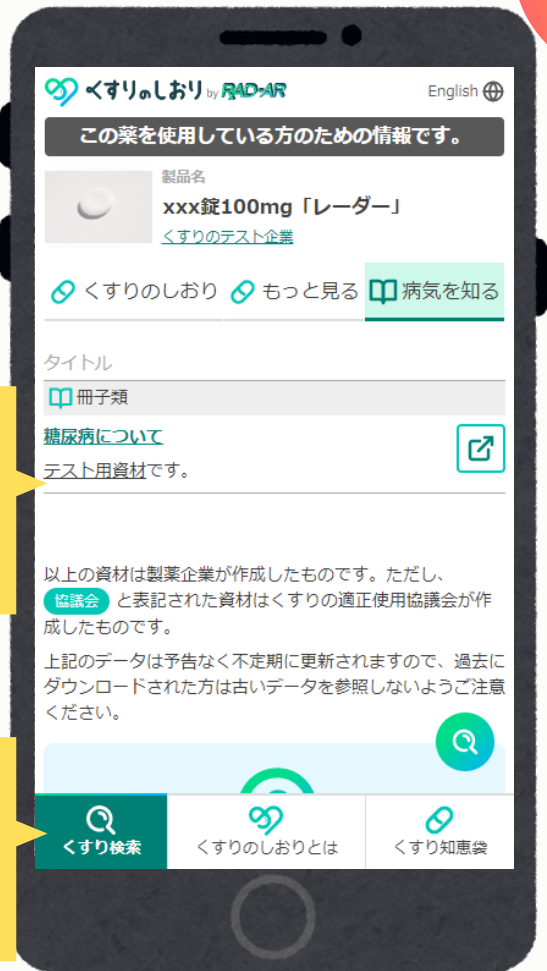 くすりのしおり by RAD-AR
English
この薬を使用している方のための情報です。
製品名
xxx錠100mg「レーダー」
くすりのテスト企業
くすりのしおり
もっと見る
病気を知る
タイトル
冊子類
糖尿病について
テスト用資材です。
以上の資材は製薬企業が作成したものです。ただし、
協議会 と表記された資材はくすりの適正使用協議会が作
成したものです。
上記のデータは予告なく不定期に更新されますので、過去に
ダウンロードされた方は古いデータを参照しないようご注意
ください。
くすり検索
くすりのしおりとは
くすり知恵袋